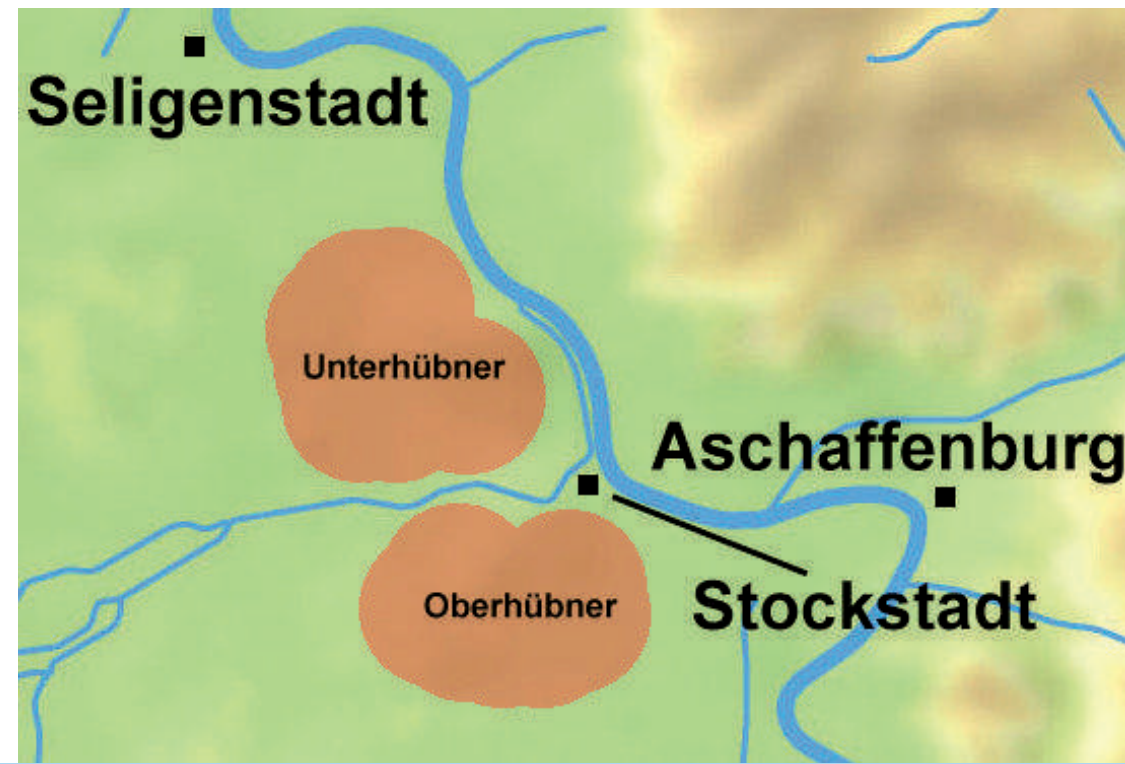 Seligenstadt
Unterhübner
Aschaffenburg
Oberhübner
Stockstadt